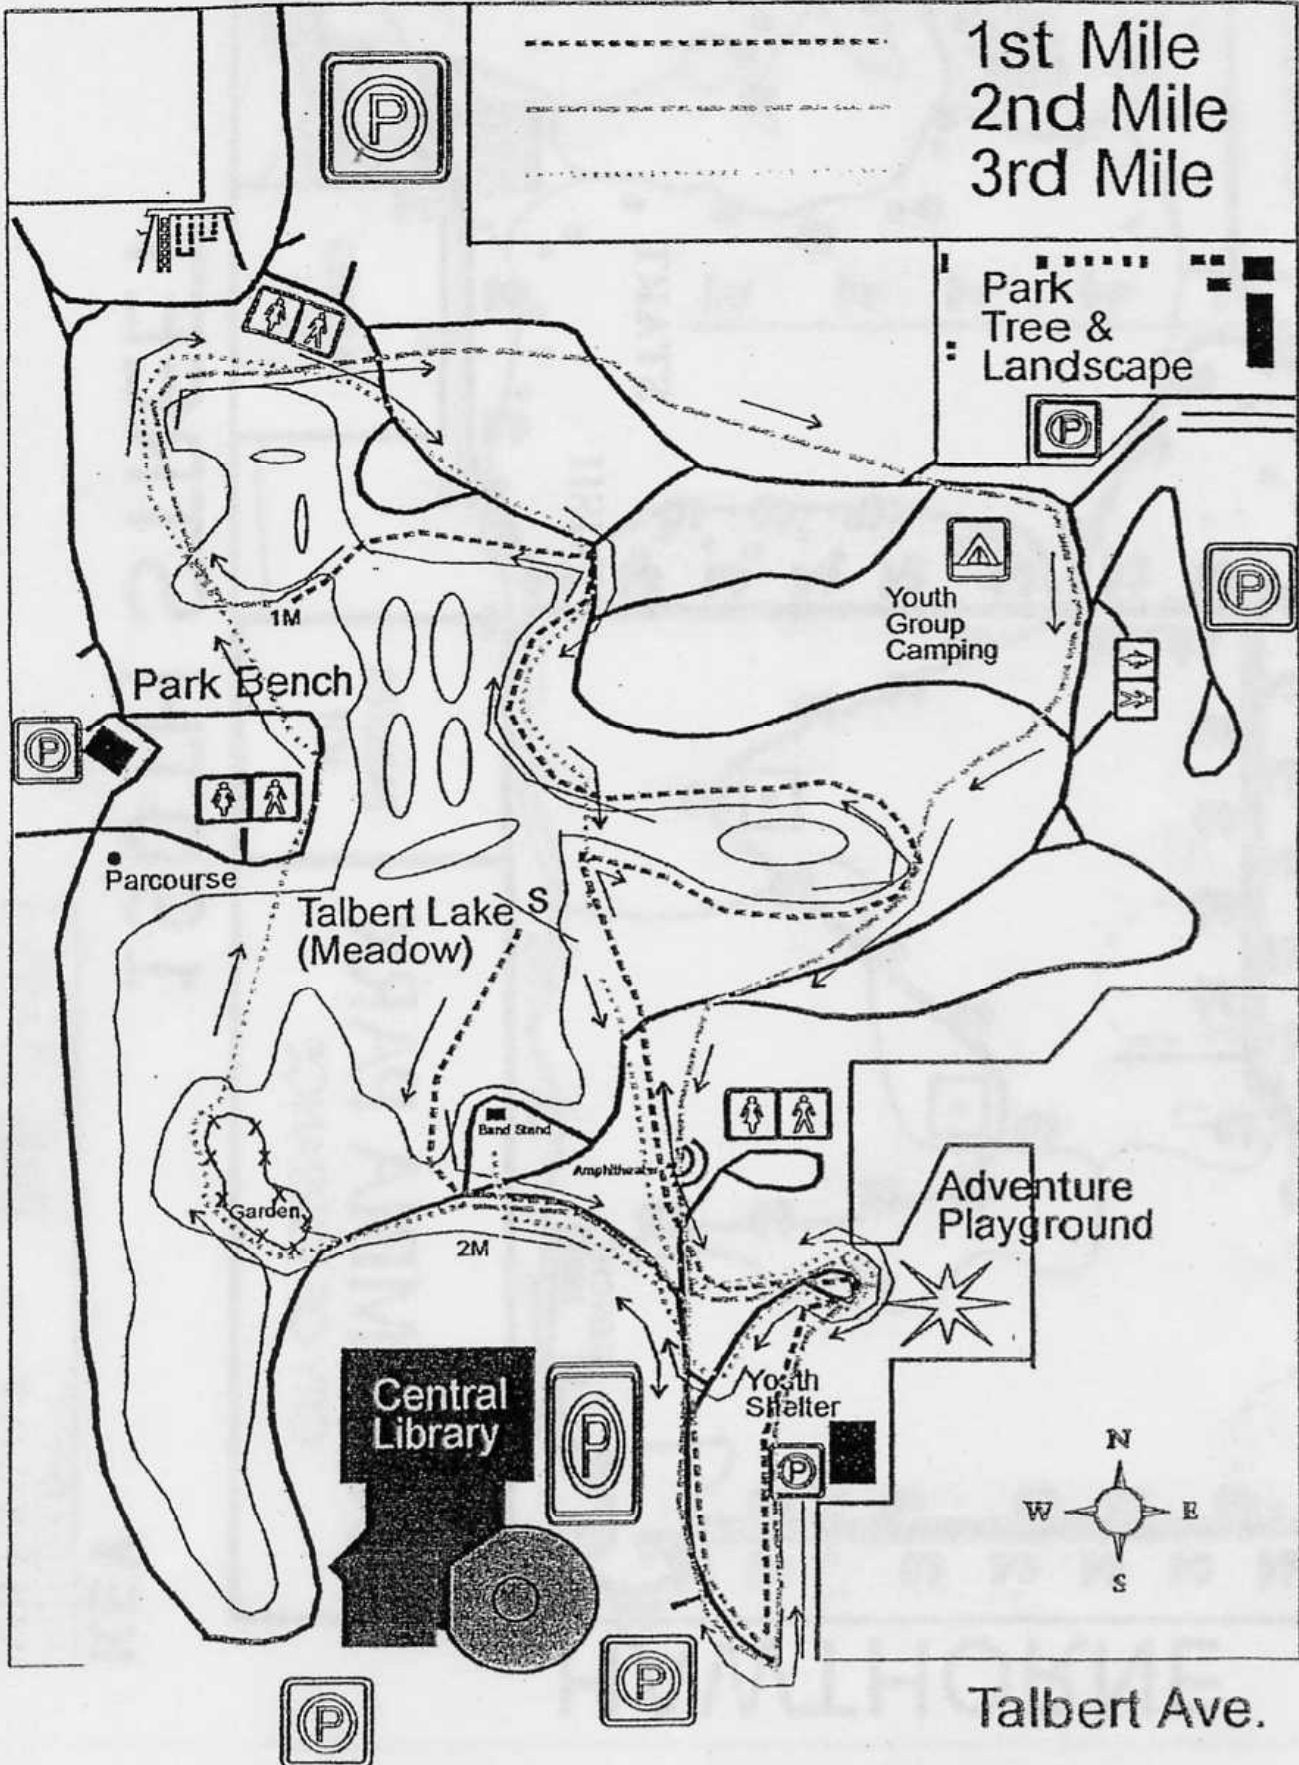 1st Mile
2nd Mile
3rd Mile
P
Park
Tree &
Landscape
P
P
Youth
Group
Camping
1M
Park Bench
P
Parcourse
Talbert Lake
(Meadow)
S
Band Stand
Amphitheater
Garden
2M
Adventure
Playground
Central
Library
P
Youth
Shelter
P
N
W
E
S
P
P
Talbert Ave.